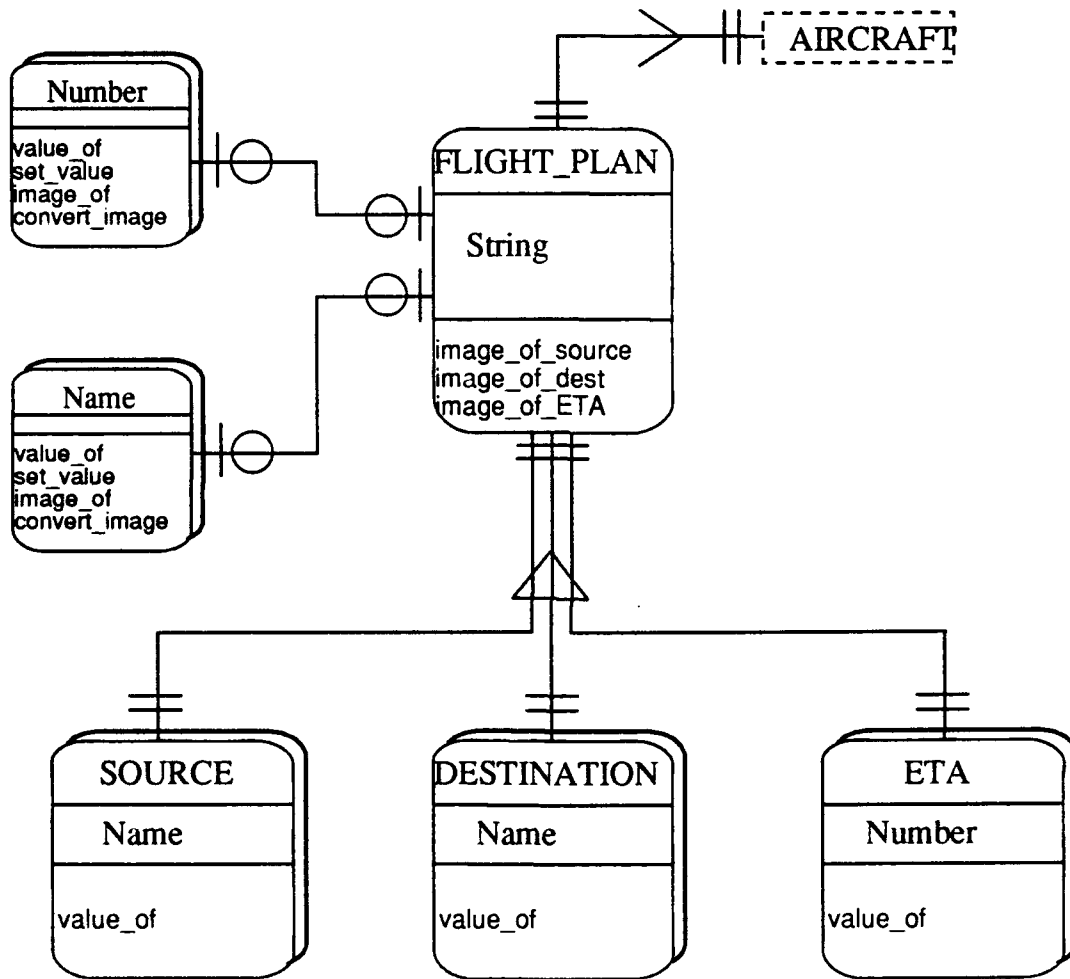 AIRCRAFT
Number
value_of
set_value
image_of
convert_image
FLIGHT_PLAN
String
image_of_source
image_of_dest
image_of_ETA
Name
value_of
set_value
image_of
convert_image
SOURCE
Name
value_of
DESTINATION
Name
value_of
ETA
Number
value_of